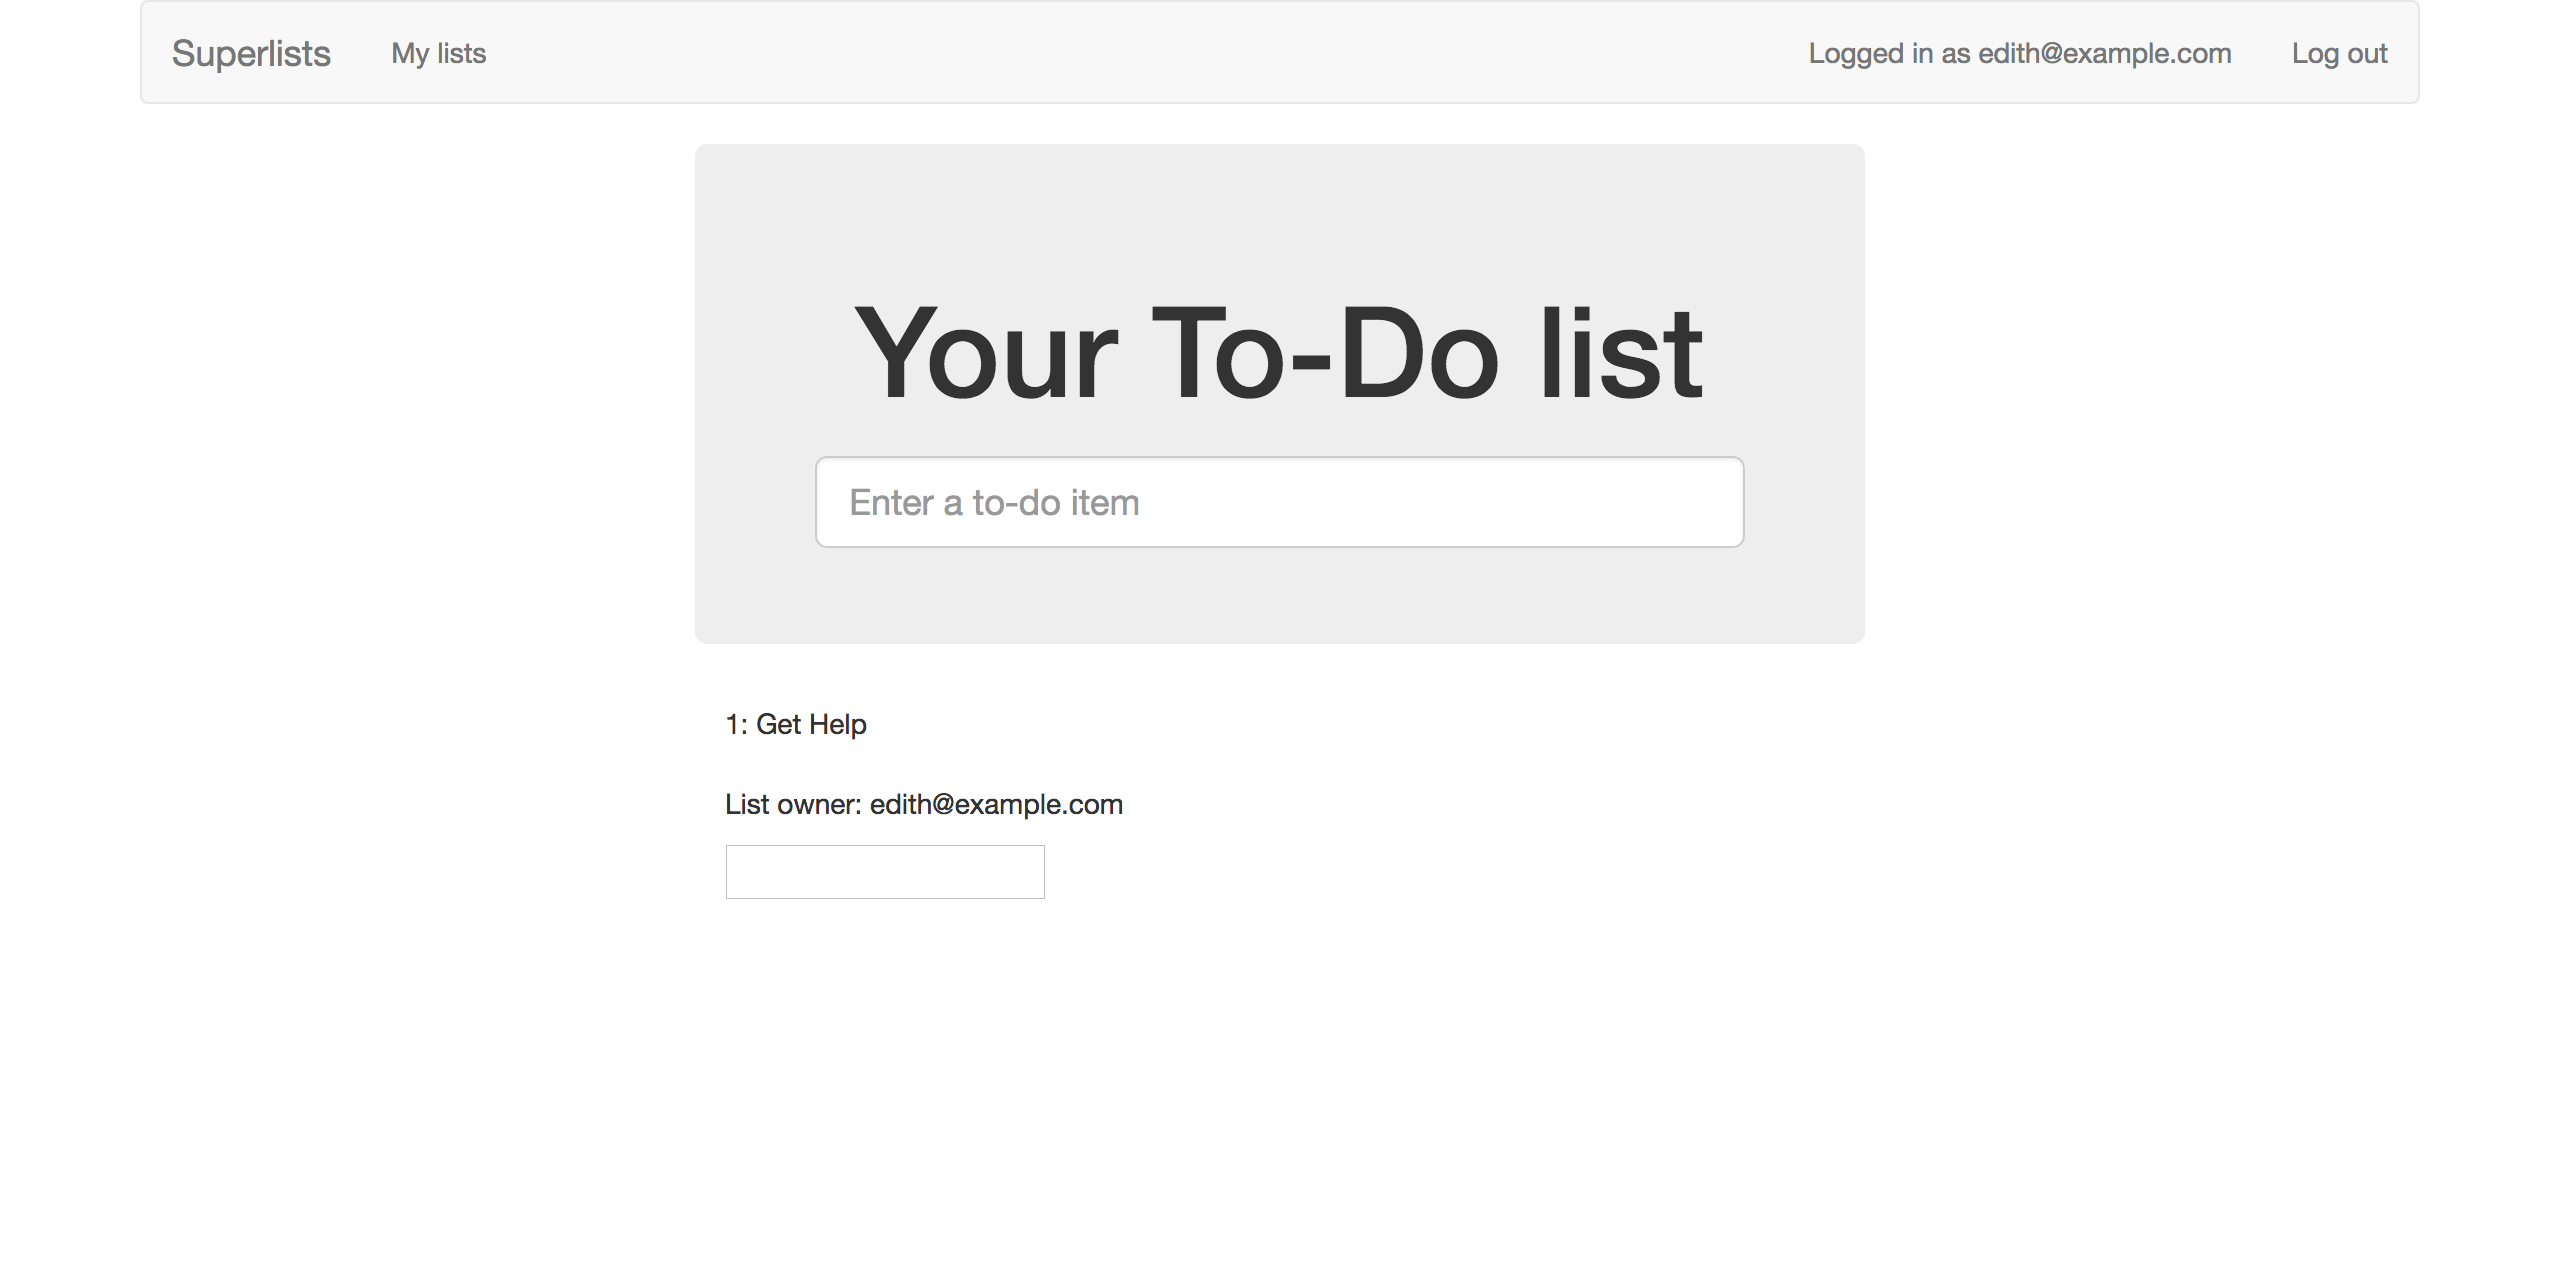 Superlists My lists Logged in as edith@example.com Log out
Your To-Do list
Enter a to-do item
1: Get Help
List owner: edith@example.com